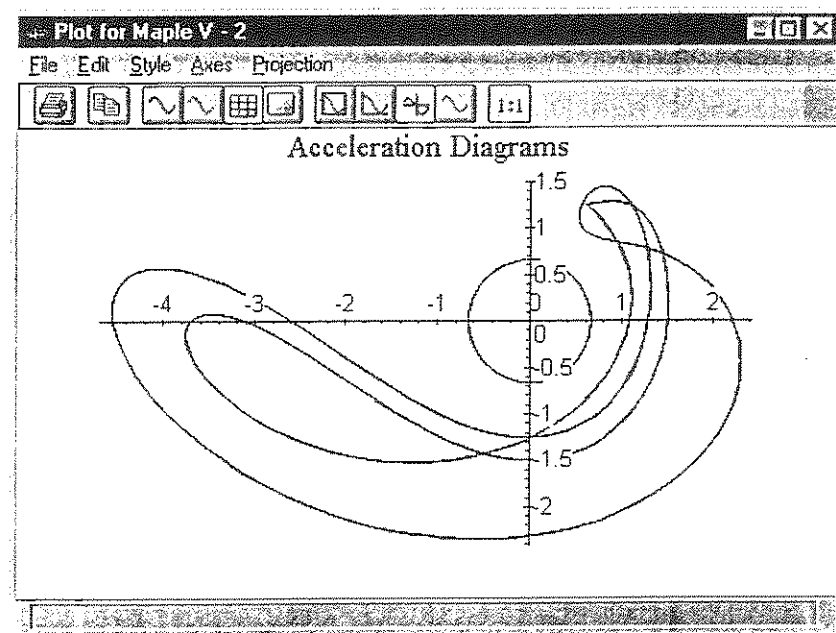 Plot for Maple V - 2
File Edit Style Axes Projection
1:1
Acceleration Diagrams
1.5
1
0.5
-4 -3 -2 -1 0 1 2
0
-0.5
1
1.5
-2